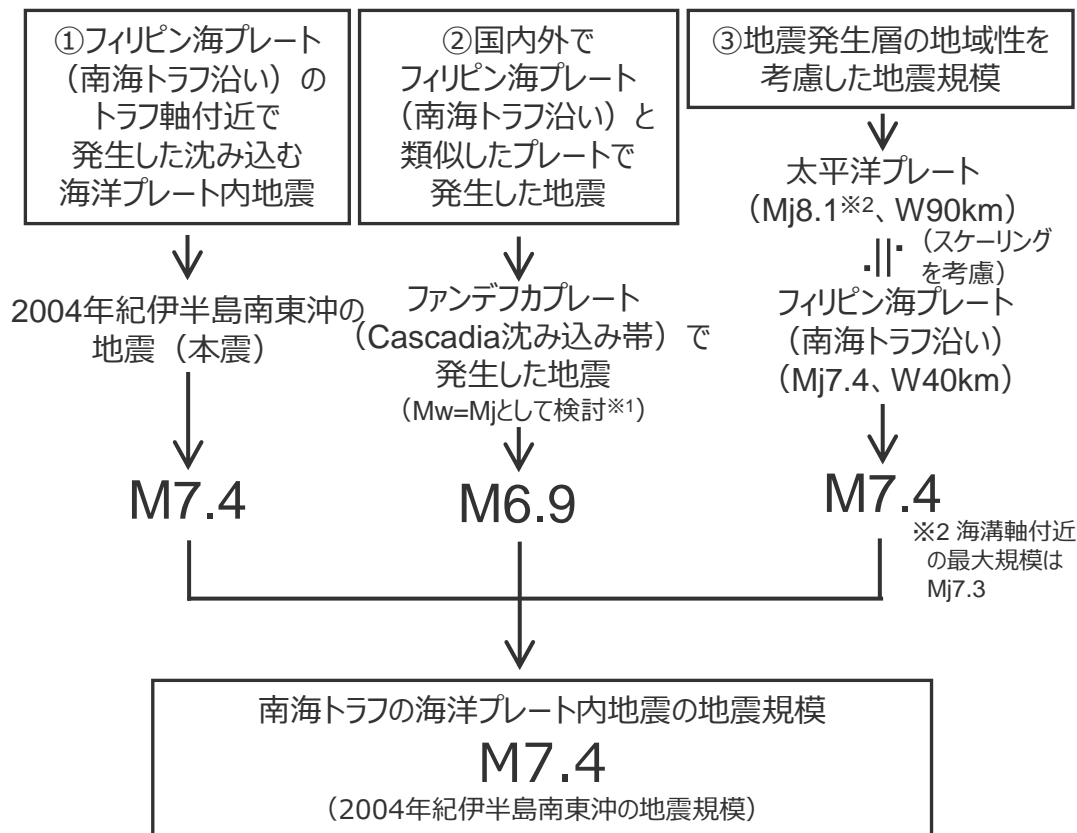 ①フィリピン海プレート
（南海トラフ沿い）の
トラフ軸付近で
発生した沈み込む
海洋プレート内地震
2004年紀伊半島南東沖の
地震（本震）
M7.4
②国内外で
フィリピン海プレート
（南海トラフ沿い）と
類似したプレートで
発生した地震
ファンデフカプレート
（Cascadia沈み込み帯）で
発生した地震
（Mw=Mjとして検討※1）
M6.9
③地震発生層の地域性を
考慮した地震規模
太平洋プレート
（Mj8.1※2、W90km）
（スケーリング
を考慮）
フィリピン海プレート
（南海トラフ沿い）
（Mj7.4、W40km）
M7.4
※2 海溝軸付近
の最大規模は
Mj7.3
南海トラフの海洋プレート内地震の地震規模
M7.4
（2004年紀伊半島南東沖の地震規模）